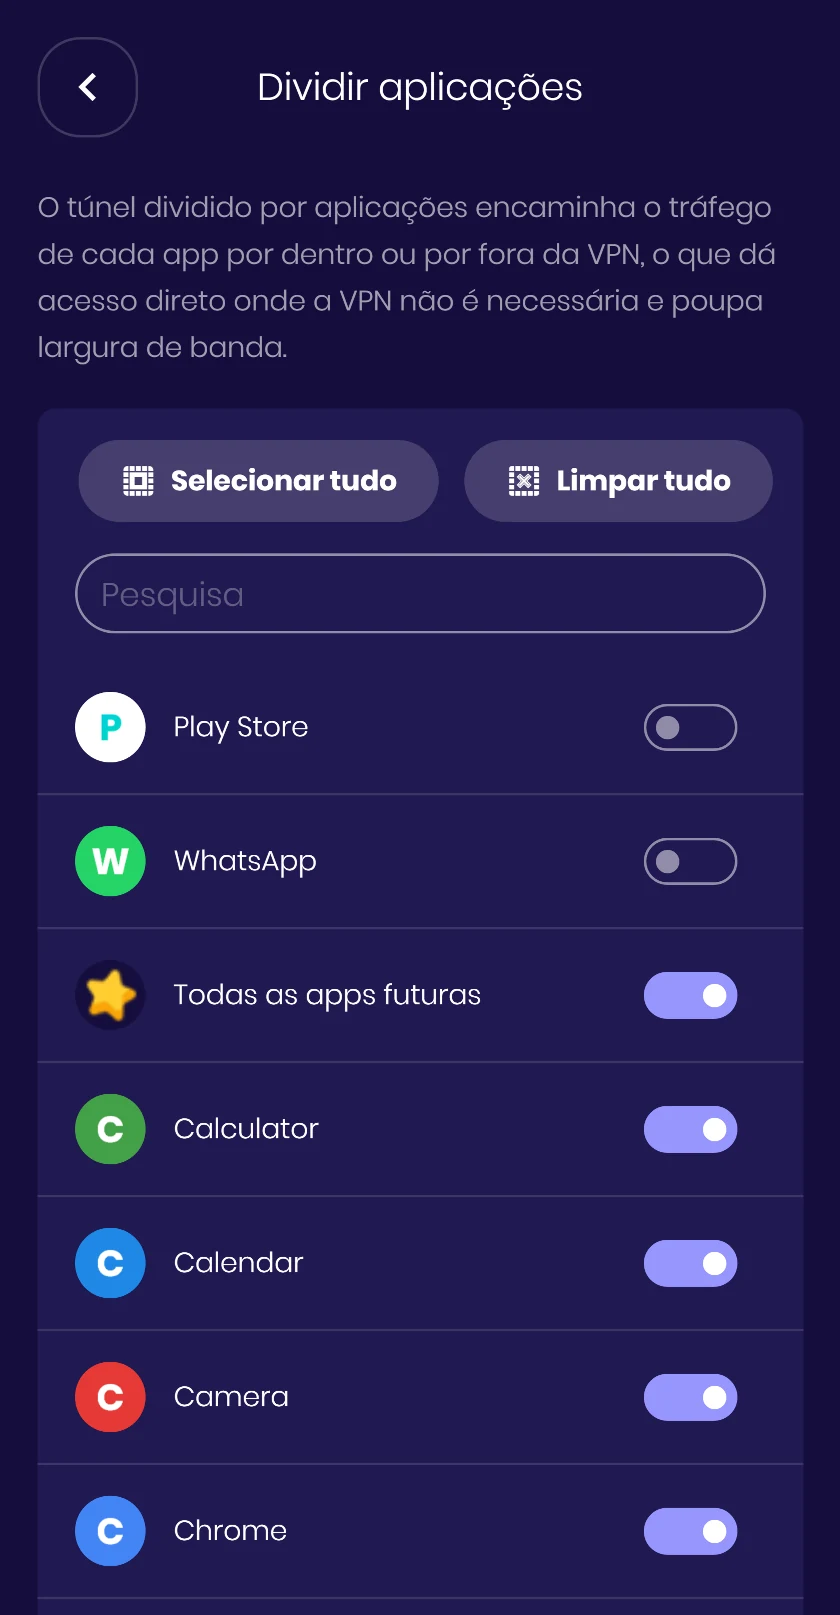 Dividir aplicações
O túnel dividido por aplicações encaminha o tráfego
de cada app por dentro ou por fora da VPN, o que dá
acesso direto onde a VPN não é necessária e poupa
largura de banda.
Selecionar tudo
Limpar tudo
Pesquisa
P
Play Store
W
WhatsApp
Todas as apps futuras
C
Calculator
C
Calendar
C
Camera
C
Chrome